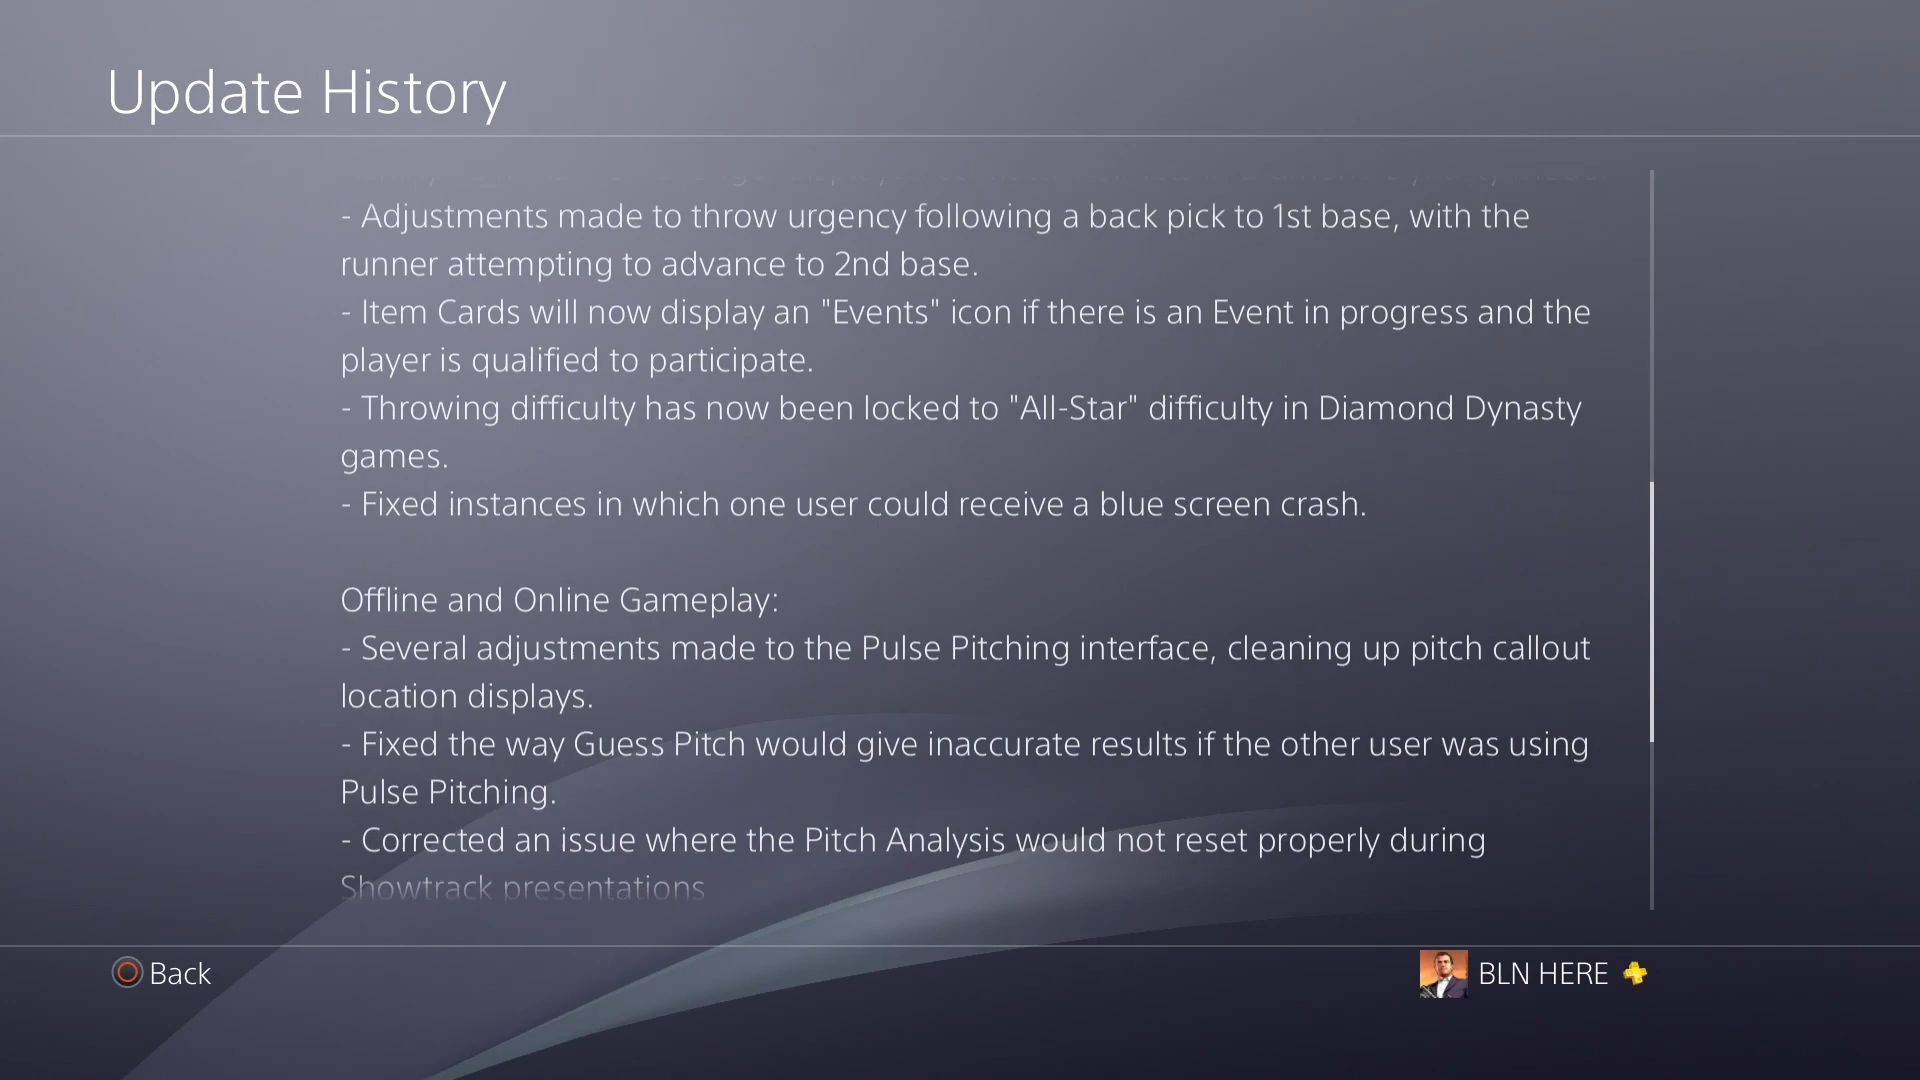 Update History
- Adjustments made to throw urgency following a back pick to 1st base, with the
runner attempting to advance to 2nd base.
- Item Cards will now display an "Events" icon if there is an Event in progress and the
player is qualified to participate.
- Throwing difficulty has now been locked to "All-Star" difficulty in Diamond Dynasty
games.
- Fixed instances in which one user could receive a blue screen crash.
Offline and Online Gameplay:
- Several adjustments made to the Pulse Pitching interface, cleaning up pitch callout
location displays.
- Fixed the way Guess Pitch would give inaccurate results if the other user was using
Pulse Pitching.
- Corrected an issue where the Pitch Analysis would not reset properly during
Showtrack presentations
Back
BLN HERE